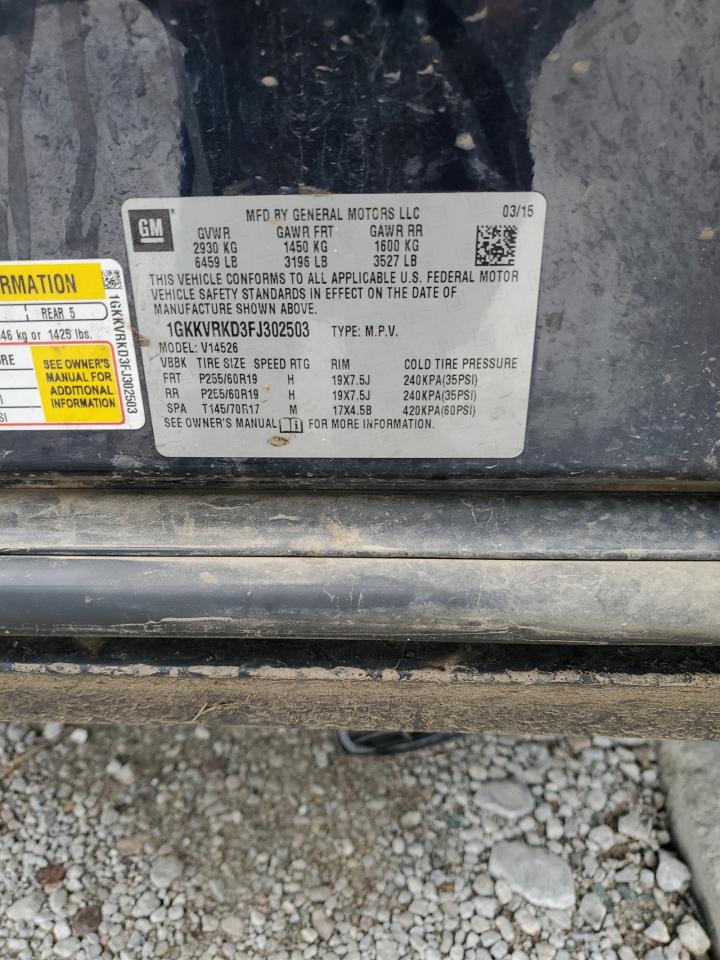 GM
MFD BY GENERAL MOTORS LLC 03/15
GVWR GAWR FRT GAWR RR
2930 KG 1450 KG 1600 KG
6459 LB 3196 LB 3527 LB
THIS VEHICLE CONFORMS TO ALL APPLICABLE U.S. FEDERAL MOTOR
VEHICLE SAFETY STANDARDS IN EFFECT ON THE DATE OF
MANUFACTURE SHOWN ABOVE.
1GKKVRKD3FJ302503 TYPE: M.P.V.
MODEL: V14526
VBBK TIRE SIZE SPEED RTG RIM COLD TIRE PRESSURE
FRT P255/60R19 H 19X7.5J 240KPA(35PSI)
RR P255/60R19 H 19X7.5J 240KPA(35PSI)
SPA T145/70R17 M 17X4.5B 420KPA(60PSI)
SEE OWNER'S MANUAL FOR MORE INFORMATION.
REAR 5
46 kg or 1425 lbs.
SEE OWNER'S
MANUAL FOR
ADDITIONAL
INFORMATION
1GKKVRKD3FJ302503